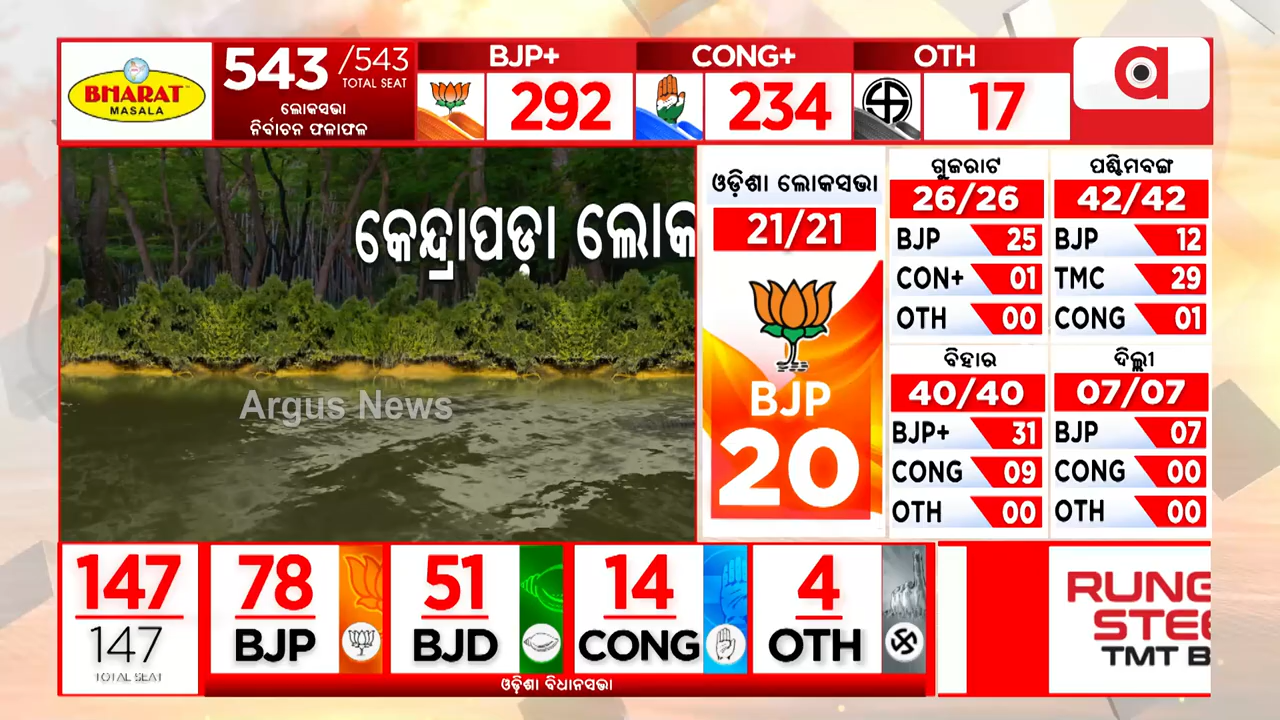 BHARAT
MASALA
543 /543
TOTAL SEAT
ଲୋକସଭା
ନିର୍ବାଚନ ଫଳାଫଳ
BJP+
292
CONG+
234
OTH
17
a
କେନ୍ଦ୍ରାପଡ଼ା ଲୋକ
Argus News
ଓଡ଼ିଶା ଲୋକସଭା
21/21
BJP
20
ଗୁଜରାଟ
26/26
BJP 25
CON+ 01
OTH 00
ପଶ୍ଚିମବଙ୍ଗ
42/42
BJP 12
TMC 29
CONG 01
ବିହାର
40/40
BJP+ 31
CONG 09
OTH 00
ଦିଲ୍ଲୀ
07/07
BJP 07
CONG 00
OTH 00
147
147
TOTAL SEAT
78
BJP
51
BJD
14
CONG
4
OTH
ଓଡ଼ିଶା ବିଧାନସଭା
RUNG
STEE
TMT B